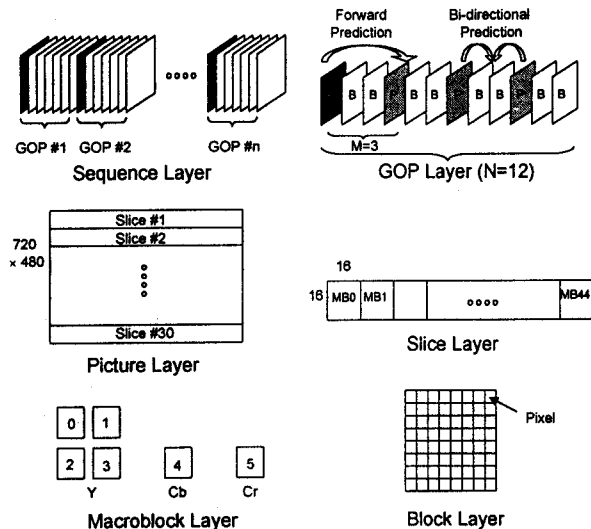 Forward Prediction
Bi-directional Prediction
B B P B B P B B P B B
GOP #1 GOP #2 GOP #n
M=3
Sequence Layer
GOP Layer (N=12)
Slice #1
Slice #2
720 × 480
Slice #30
Picture Layer
16
16 MB0 MB1 MB44
Slice Layer
0 1
2 3 4 5
Y Cb Cr
Macroblock Layer
Pixel
Block Layer